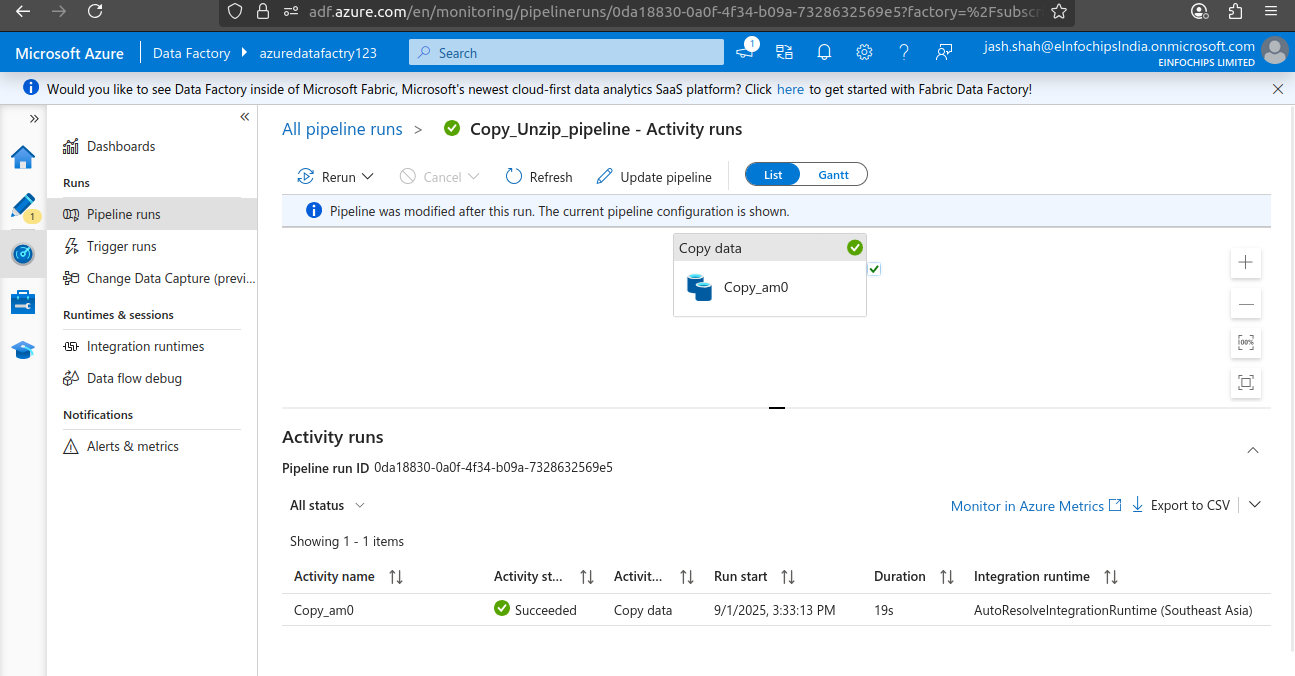 adf.azure.com/en/monitoring/pipelineruns/0da18830-0a0f-4f34-b09a-7328632569e5?factory=%2Fsubscr
Microsoft Azure Data Factory azuredatafactry123 Search 1 ? jash.shah@eInfochipsIndia.onmicrosoft.com
EINFOCHIPS LIMITED
Would you like to see Data Factory inside of Microsoft Fabric, Microsoft's newest cloud-first data analytics SaaS platform? Click here to get started with Fabric Data Factory!
1
Dashboards
Runs
Pipeline runs
Trigger runs
Change Data Capture (previ...
Runtimes & sessions
Integration runtimes
Data flow debug
Notifications
Alerts & metrics
All pipeline runs > Copy_Unzip_pipeline - Activity runs
Rerun Cancel Refresh Update pipeline List Gantt
Pipeline was modified after this run. The current pipeline configuration is shown.
Copy data
Copy_am0
100%
Activity runs
Pipeline run ID 0da18830-0a0f-4f34-b09a-7328632569e5
All status Monitor in Azure Metrics Export to CSV
Showing 1 - 1 items
Activity name Activity st... Activit... Run start Duration Integration runtime
Copy_am0 Succeeded Copy data 9/1/2025, 3:33:13 PM 19s AutoResolveIntegrationRuntime (Southeast Asia)